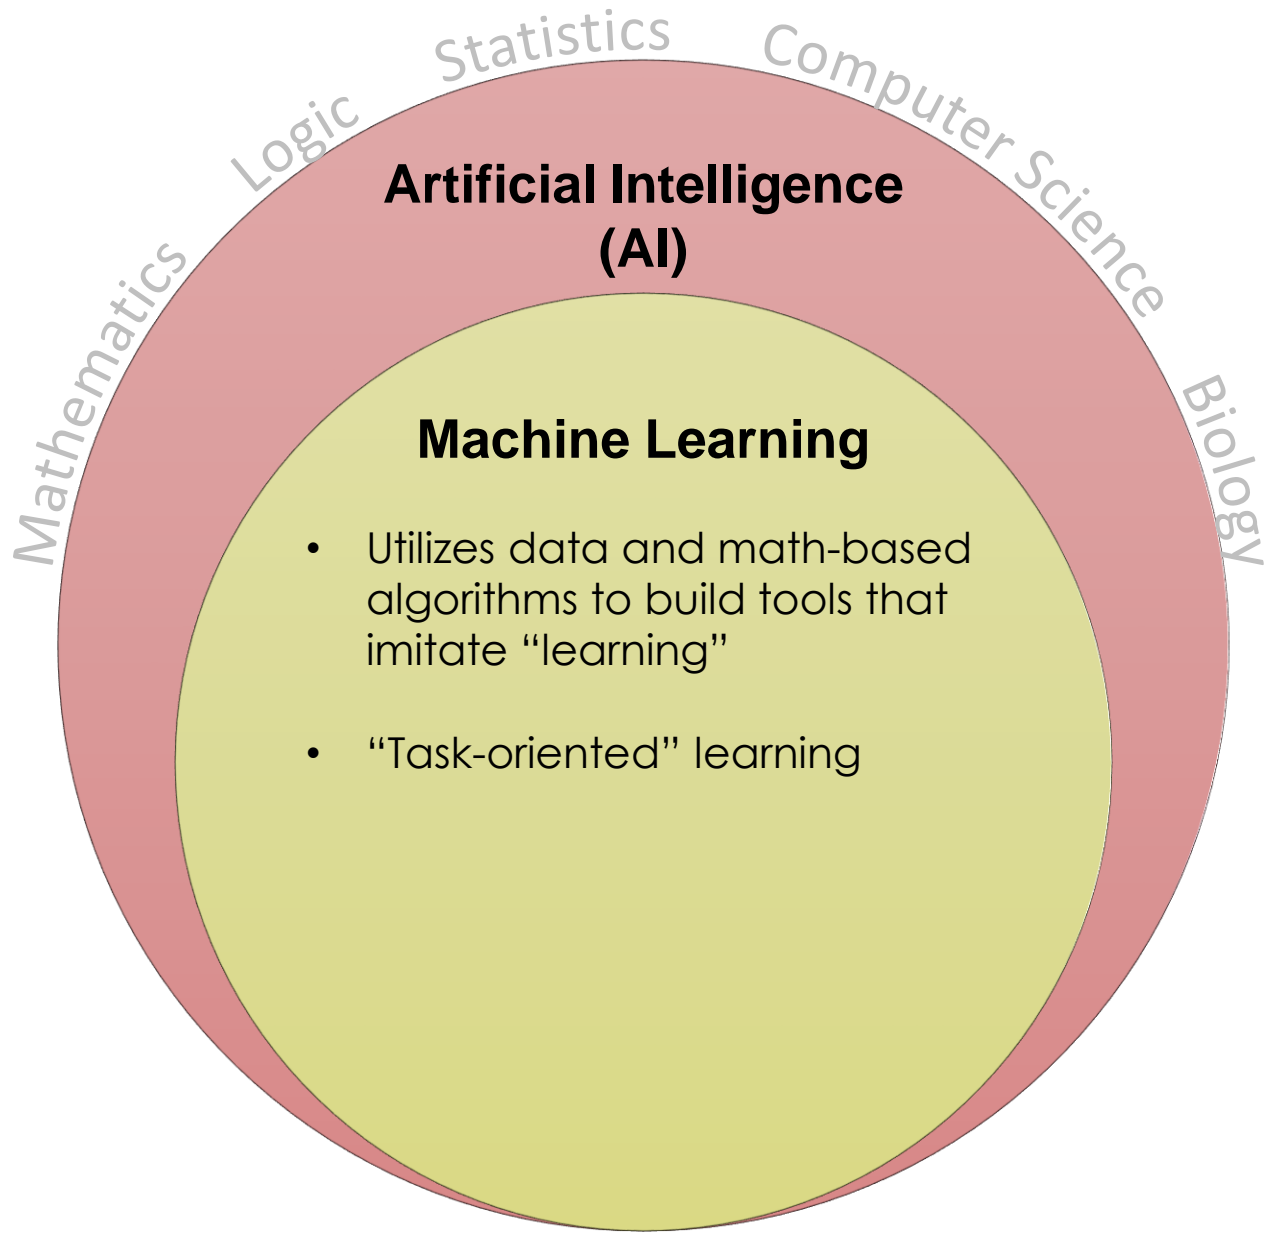 Mathematics
Logic
Statistics
Computer Science
Biology
Artificial Intelligence
(AI)
Machine Learning
• Utilizes data and math-based
algorithms to build tools that
imitate “learning”
• “Task-oriented” learning